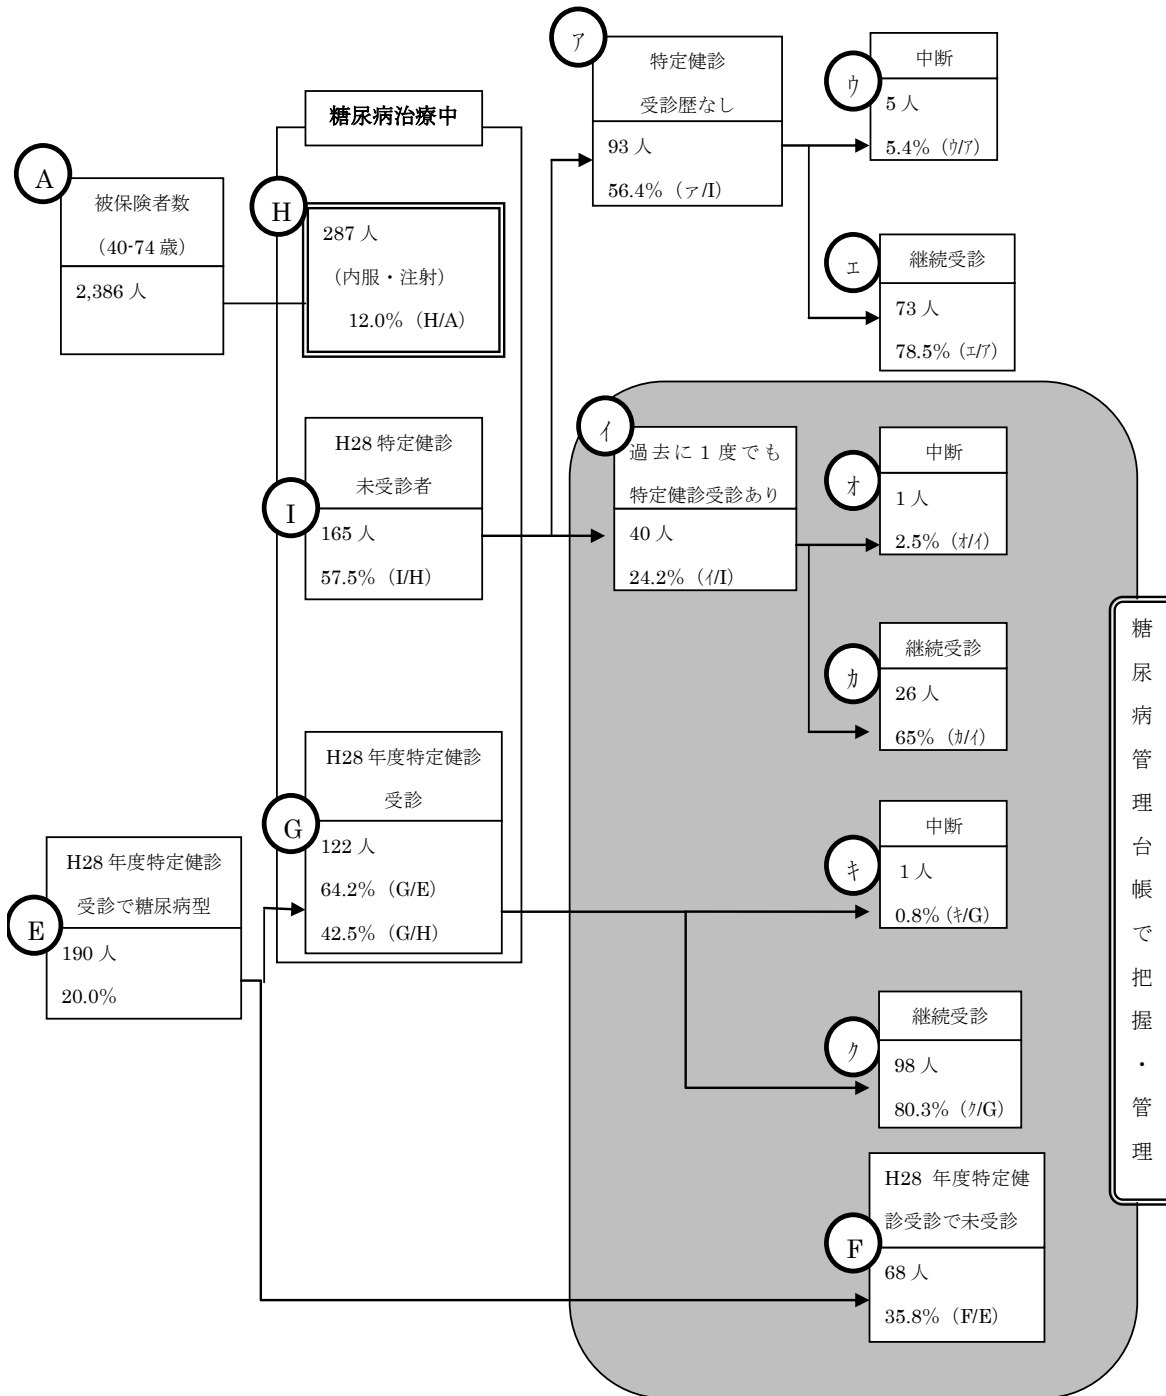 ア
特定健診
受診歴なし
93 人
56.4%（ア/I）
ウ
中断
5 人
5.4%（ウ/ア）
糖尿病治療中
A
被保険者数
（40-74 歳）
2,386 人
H
287 人
（内服・注射）
12.0%（H/A）
エ
継続受診
73 人
78.5%（エ/ア）
I
H28 特定健診
未受診者
165 人
57.5%（I/H）
イ
過去に 1 度でも
特定健診受診あり
40 人
24.2%（イ/I）
オ
中断
1 人
2.5%（オ/イ）
カ
継続受診
26 人
65%（カ/イ）
G
H28 年度特定健診
受診
122 人
64.2%（G/E）
42.5%（G/H）
キ
中断
1 人
0.8%（キ/G）
E
H28 年度特定健診
受診で糖尿病型
190 人
20.0%
ク
継続受診
98 人
80.3%（ク/G）
F
H28 年度特定健
診受診で未受診
68 人
35.8%（F/E）
糖尿病管理台帳で把握・管理